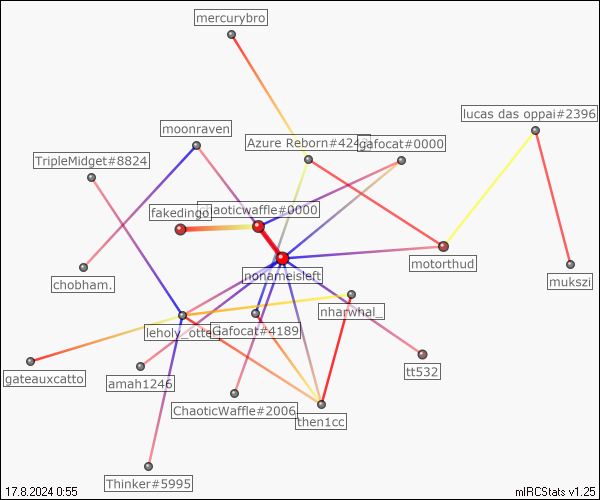 mercurybro
lucas das oppai#2396
moonraven
Azure Reborn#424
gafocat#0000
TripleMidget#8824
chaoticwaffle#0000
fakedingo
motorthud
nonameisleft
chobham.
mukszi
nharwhal_
leholy_otte
Gafocat#4189
tt532
gateauxcatto
amah1246
ChaoticWaffle#2006
then1cc
Thinker#5995
17.8.2024 0:55
mIRCStats v1.25